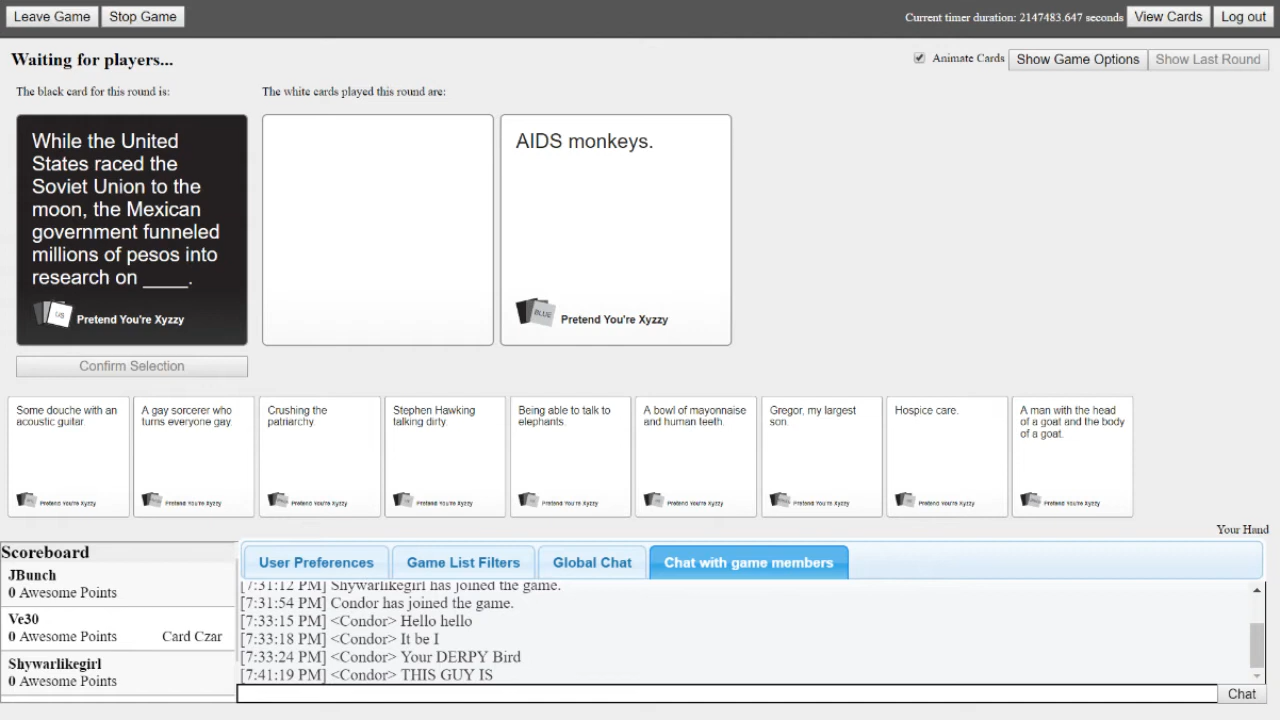 Leave Game
Stop Game
Current timer duration: 2147483.647 seconds
View Cards
Log out
Waiting for players...
Animate Cards
Show Game Options
Show Last Round
The black card for this round is:
The white cards played this round are:
While the United
States raced the
Soviet Union to the
moon, the Mexican
government funneled
millions of pesos into
research on ____.
US
Pretend You're Xyzzy
AIDS monkeys.
BLUE
Pretend You're Xyzzy
Confirm Selection
Some douche with an
acoustic guitar.
Pretend You're Xyzzy
A gay sorcerer who
turns everyone gay.
Pretend You're Xyzzy
Crushing the
patriarchy.
Pretend You're Xyzzy
Stephen Hawking
talking dirty.
Pretend You're Xyzzy
Being able to talk to
elephants.
Pretend You're Xyzzy
A bowl of mayonnaise
and human teeth.
Pretend You're Xyzzy
Gregor, my largest
son.
Pretend You're Xyzzy
Hospice care.
Pretend You're Xyzzy
A man with the head
of a goat and the body
of a goat.
Pretend You're Xyzzy
Your Hand
Scoreboard
JBunch
0 Awesome Points
Ve30
0 Awesome Points Card Czar
Shywarlikegirl
0 Awesome Points
User Preferences
Game List Filters
Global Chat
Chat with game members
[7:31:12 PM] Shywarlikegirl has joined the game.
[7:31:54 PM] Condor has joined the game.
[7:33:15 PM] <Condor> Hello hello
[7:33:18 PM] <Condor> It be I
[7:33:24 PM] <Condor> Your DERPY Bird
[7:41:19 PM] <Condor> THIS GUY IS
Chat